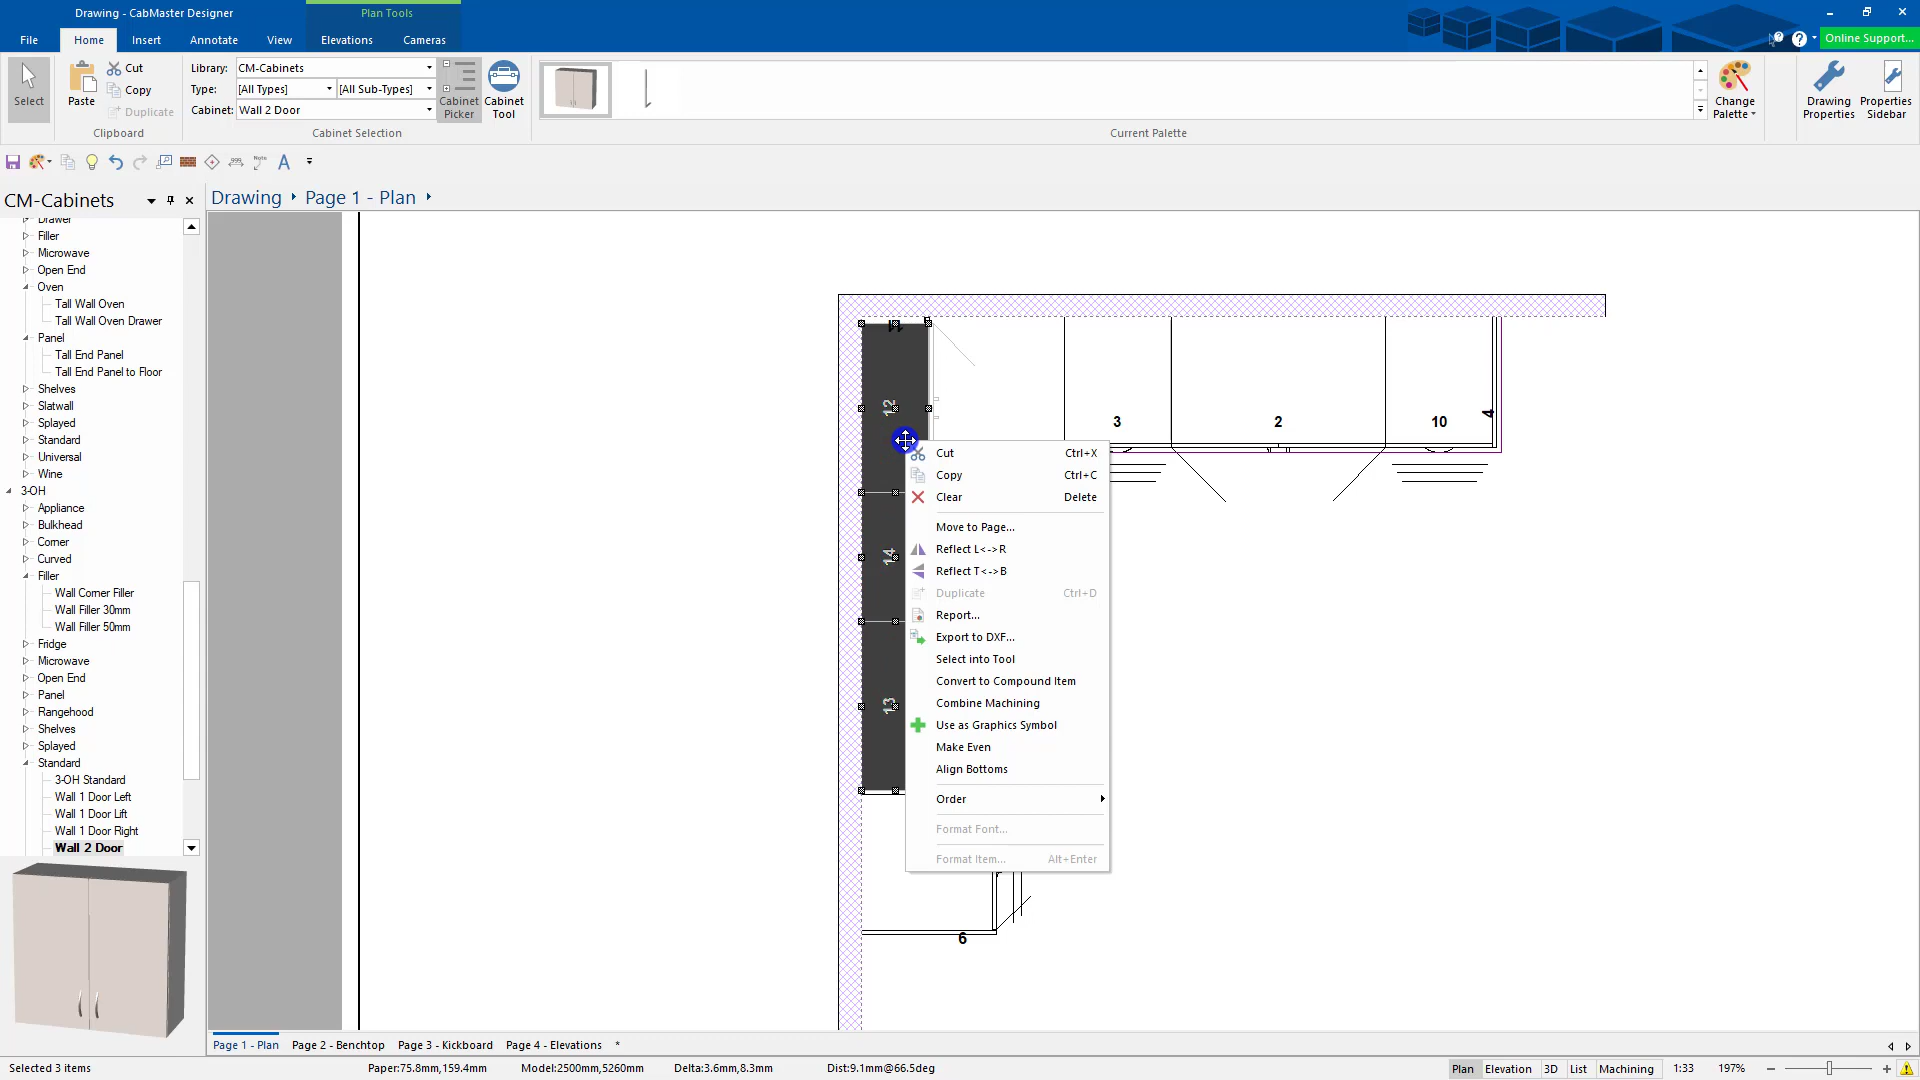 Drawing - CabMaster Designer
Plan Tools
File
Home
Insert
Annotate
View
Elevations
Cameras
Online Support...
Select
Paste
Cut
Copy
Duplicate
Clipboard
Library:
CM-Cabinets
Type:
[All Types]
[All Sub-Types]
Cabinet:
Wall 2 Door
Cabinet Selection
Cabinet
Picker
Cabinet
Tool
Current Palette
Change
Palette
Drawing
Properties
Properties
Sidebar
CM-Cabinets
Drawing
Page 1 - Plan
Drawer
Filler
Microwave
Open End
Oven
Tall Wall Oven
Tall Wall Oven Drawer
Panel
Tall End Panel
Tall End Panel to Floor
Shelves
Slatwall
Splayed
Standard
Universal
Wine
3-OH
Appliance
Bulkhead
Corner
Curved
Filler
Wall Corner Filler
Wall Filler 30mm
Wall Filler 50mm
Fridge
Microwave
Open End
Panel
Rangehood
Shelves
Splayed
Standard
3-OH Standard
Wall 1 Door Left
Wall 1 Door Lift
Wall 1 Door Right
Wall 2 Door
11
12
14
13
3
2
10
4
6
Cut Ctrl+X
Copy Ctrl+C
Clear Delete
Move to Page...
Reflect L<->R
Reflect T<->B
Duplicate Ctrl+D
Report...
Export to DXF...
Select into Tool
Convert to Compound Item
Combine Machining
Use as Graphics Symbol
Make Even
Align Bottoms
Order
Format Font...
Format Item... Alt+Enter
Page 1 - Plan
Page 2 - Benchtop
Page 3 - Kickboard
Page 4 - Elevations
*
Selected 3 items
Paper:75.8mm,159.4mm
Model:2500mm,5260mm
Delta:3.6mm,8.3mm
Dist:9.1mm@66.5deg
Plan
Elevation
3D
List
Machining
1:33
197%